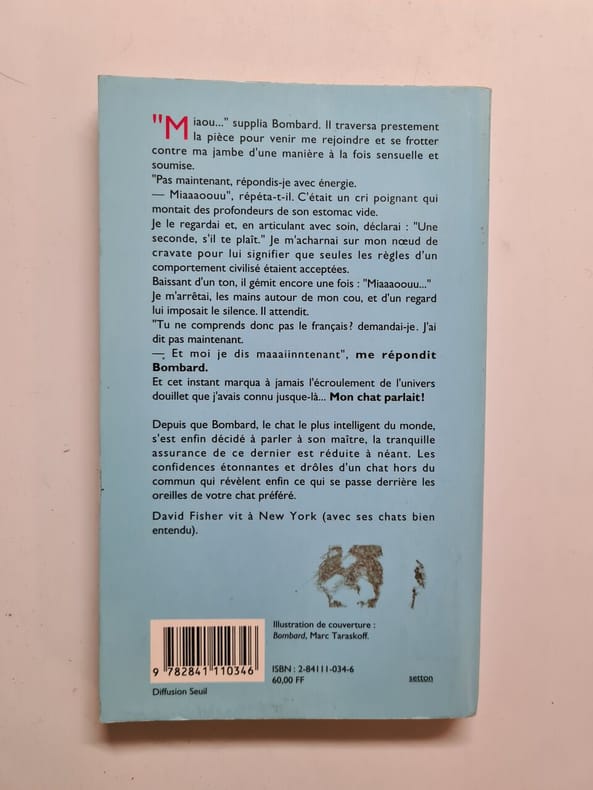 "Miaou..." supplia Bombard. Il traversa prestement
la pièce pour venir me rejoindre et se frotter
contre ma jambe d'une manière à la fois sensuelle et
soumise.
"Pas maintenant, répondis-je avec énergie.
— Miaaaoouu", répéta-t-il. C'était un cri poignant qui
montait des profondeurs de son estomac vide.
Je le regardai et, en articulant avec soin, déclarai : "Une
seconde, s'il te plaît." Je m'acharnai sur mon nœud de
cravate pour lui signifier que seules les règles d'un
comportement civilisé étaient acceptées.
Baissant d'un ton, il gémit encore une fois : "Miaaaoouu..."
Je m'arrêtai, les mains autour de mon cou, et d'un regard
lui imposait le silence. Il attendit.
"Tu ne comprends donc pas le français? demandai-je. J'ai
dit pas maintenant.
— Et moi je dis maaaiinntenant", me répondit
Bombard.
Et cet instant marqua à jamais l'écroulement de l'univers
douillet que j'avais connu jusque-là... Mon chat parlait!
Depuis que Bombard, le chat le plus intelligent du monde,
s'est enfin décidé à parler à son maître, la tranquille
assurance de ce dernier est réduite à néant. Les
confidences étonnantes et drôles d'un chat hors du
commun qui révèlent enfin ce qui se passe derrière les
oreilles de votre chat préféré.
David Fisher vit à New York (avec ses chats bien
entendu).
Illustration de couverture :
Bombard, Marc Taraskoff.
9 782841 110346
ISBN : 2-84111-034-6
60,00 FF
setton
Diffusion Seuil